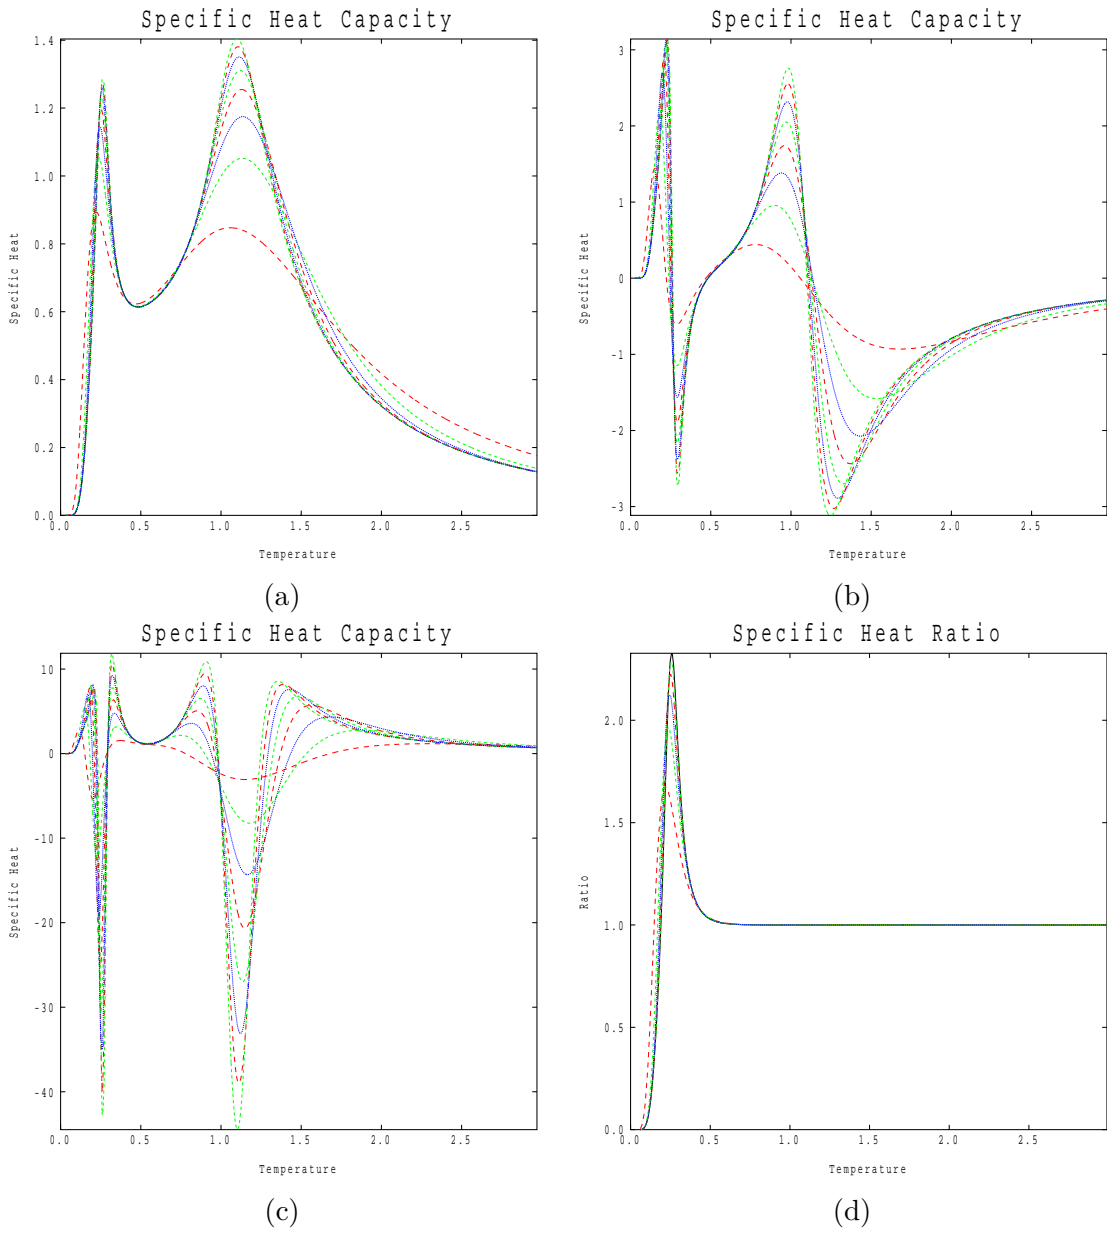 Specific Heat Capacity
Specific Heat Capacity
1.4
1.2
1.0
0.8
0.6
0.4
0.2
0.0
Specific Heat
0.0 0.5 1.0 1.5 2.0 2.5
Temperature
(a)
3
2
1
0
-1
-2
-3
Specific Heat
0.0 0.5 1.0 1.5 2.0 2.5
Temperature
(b)
Specific Heat Capacity
Specific Heat Ratio
10
0
-10
-20
-30
-40
Specific Heat
0.0 0.5 1.0 1.5 2.0 2.5
Temperature
(c)
2.0
1.5
1.0
0.5
0.0
Ratio
0.0 0.5 1.0 1.5 2.0 2.5
Temperature
(d)